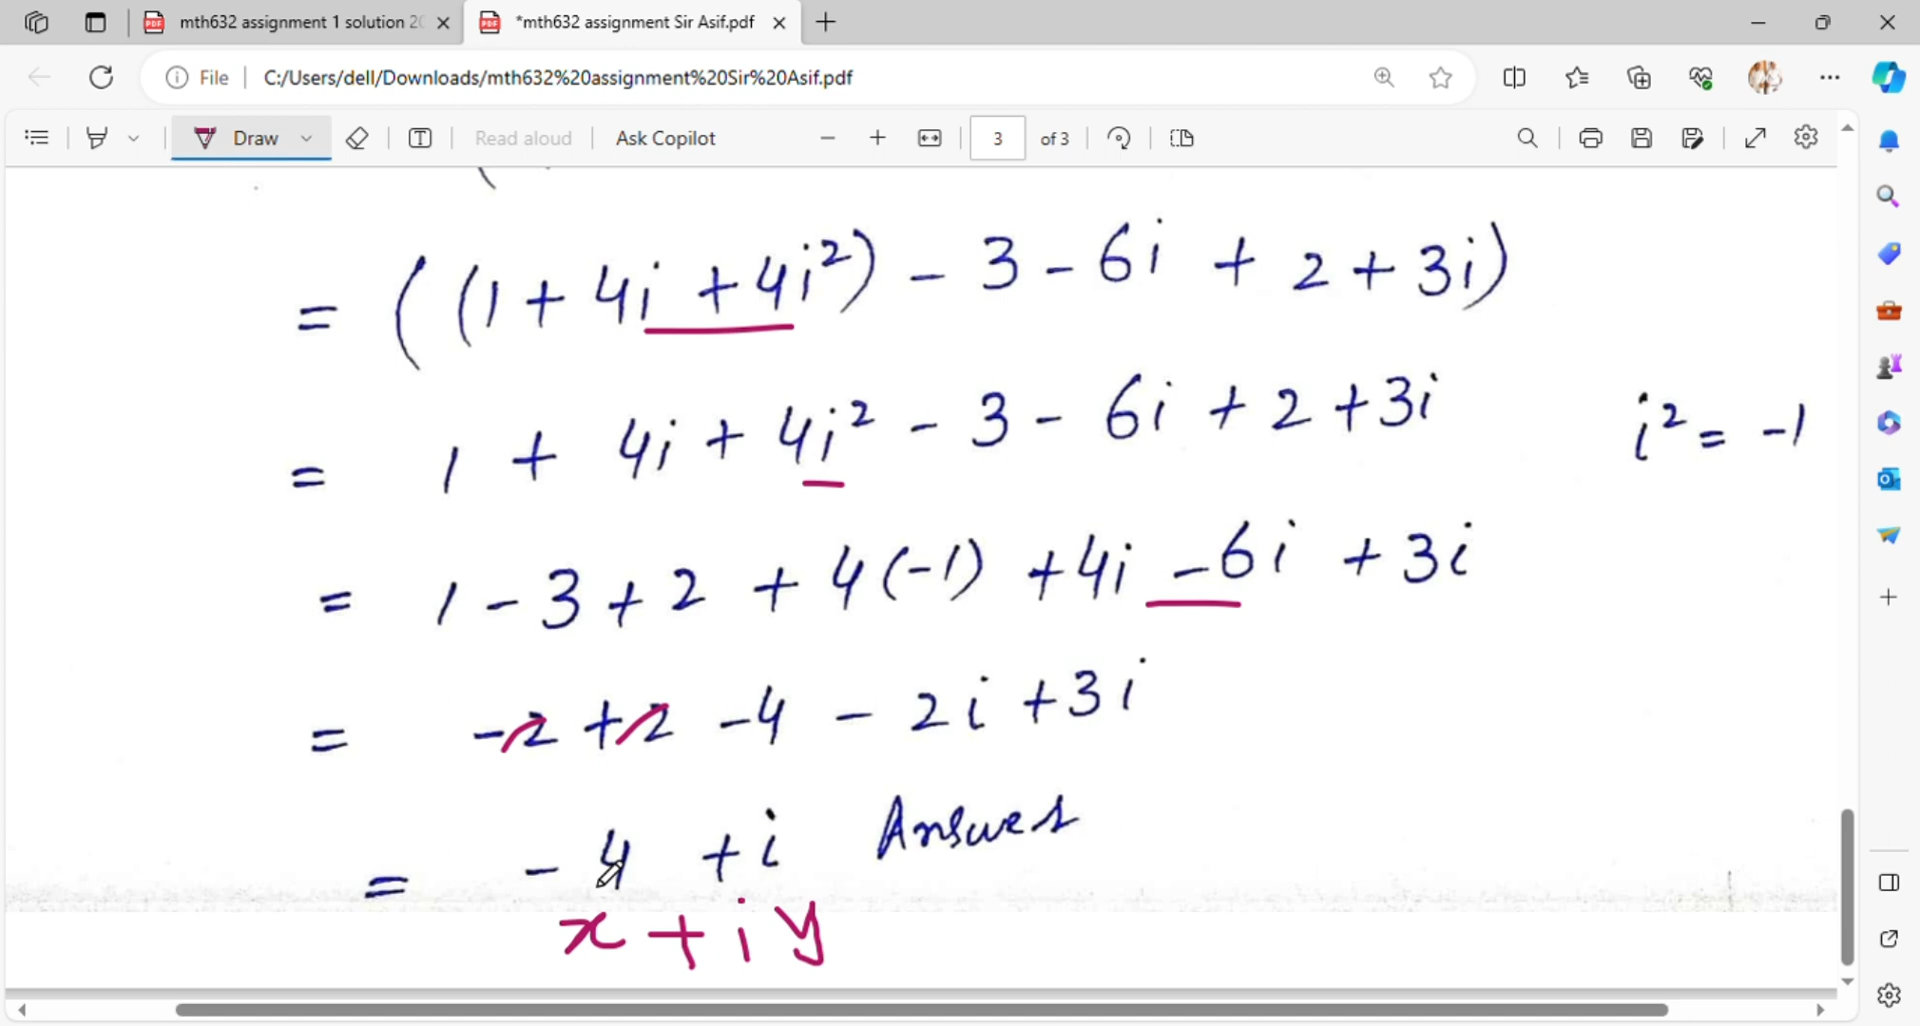 mth632 assignment 1 solution 20
*mth632 assignment Sir Asif.pdf
File
C:/Users/dell/Downloads/mth632%20assignment%20Sir%20Asif.pdf
Draw
Read aloud
Ask Copilot
3 of 3
= ((1 + 4i + 4i²) - 3 - 6i + 2 + 3i)
= 1 + 4i + 4i² - 3 - 6i + 2 + 3i i² = -1
= 1 - 3 + 2 + 4(-1) + 4i - 6i + 3i
= -2 + 2 - 4 - 2i + 3i
= -4 + i Answer
x + iy